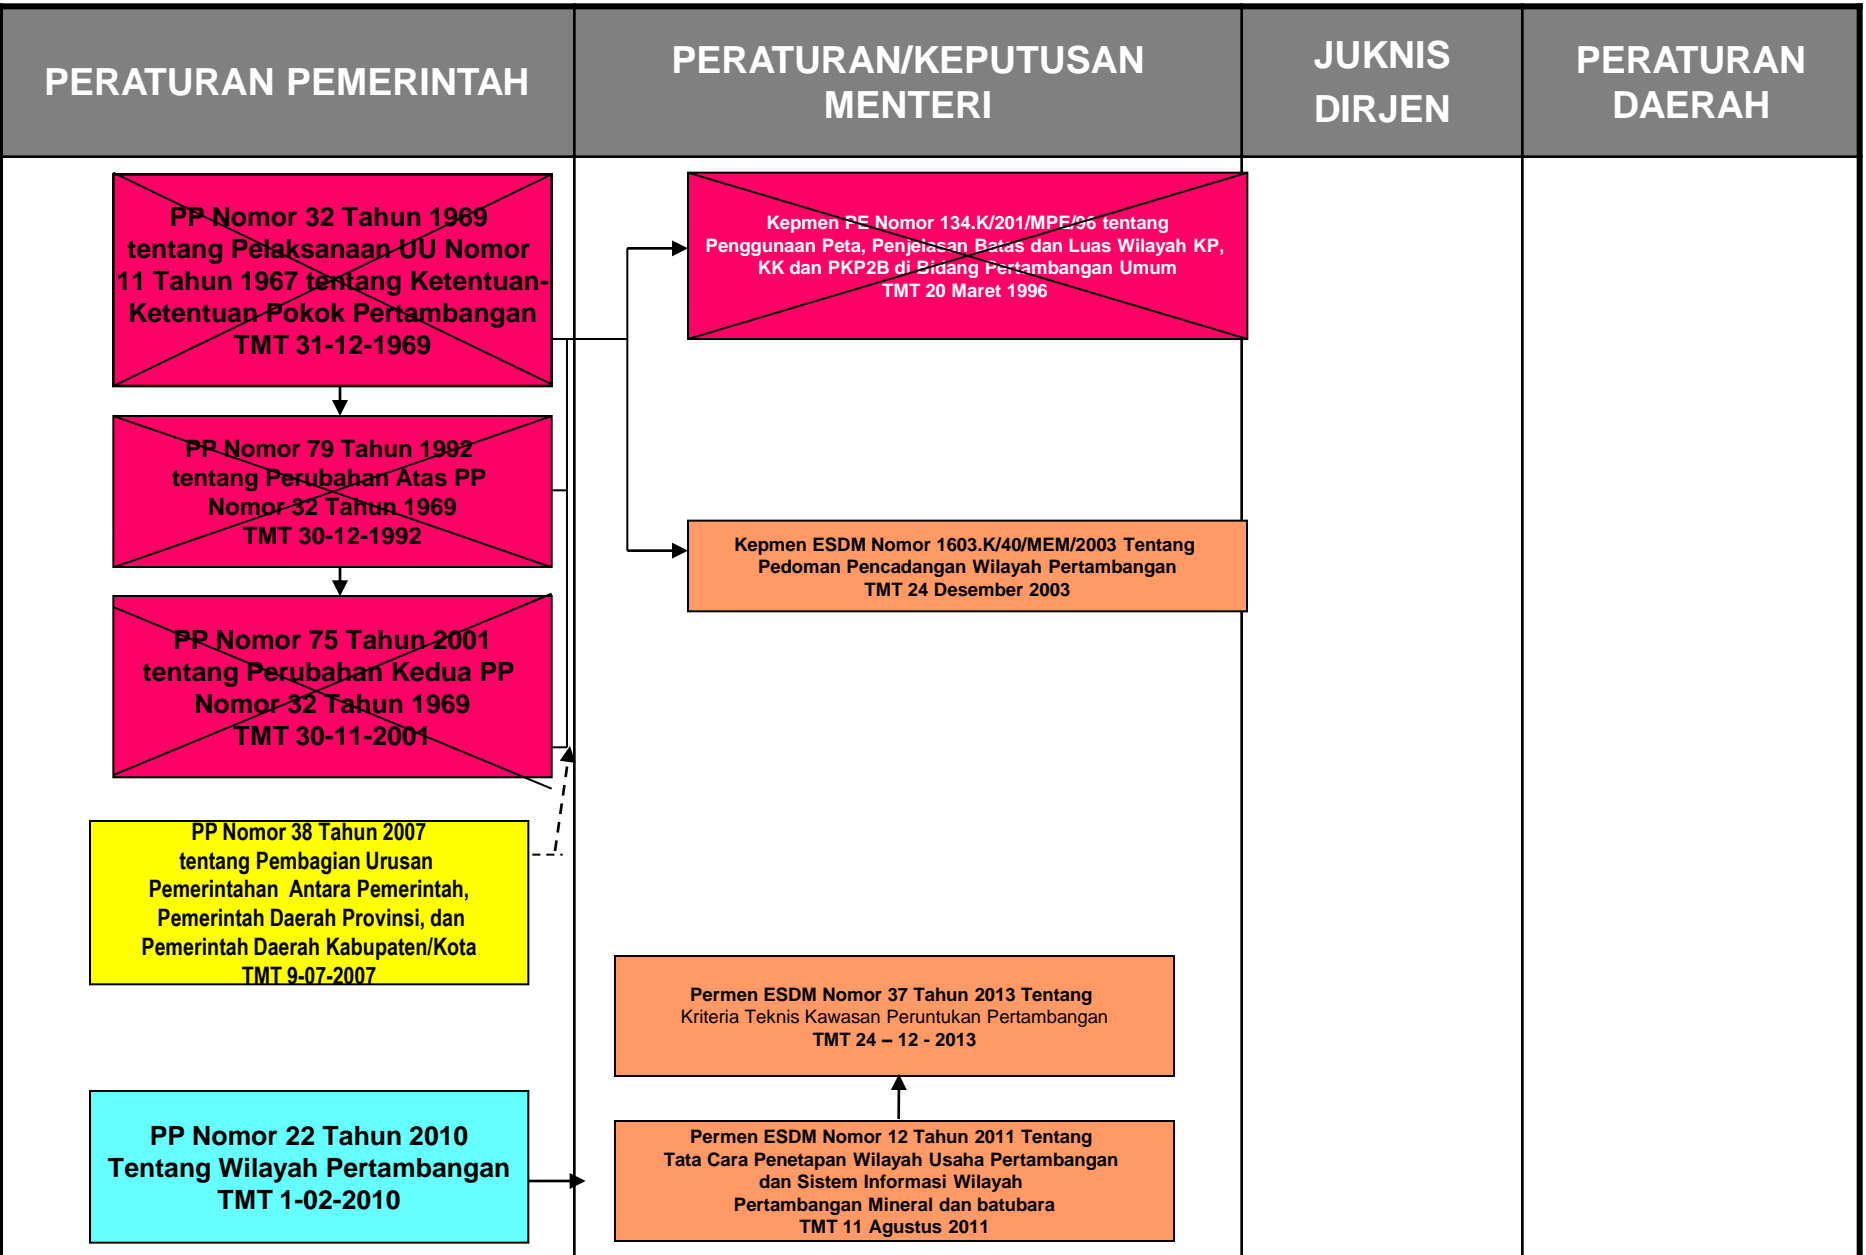 PERATURAN PEMERINTAH
PERATURAN/KEPUTUSAN
MENTERI
JUKNIS
DIRJEN
PERATURAN
DAERAH
PP Nomor 32 Tahun 1969
tentang Pelaksanaan UU Nomor
11 Tahun 1967 tentang Ketentuan-
Ketentuan Pokok Pertambangan
TMT 31-12-1969
Kepmen PE Nomor 134.K/201/MPE/96 tentang
Penggunaan Peta, Penjelasan Batas dan Luas Wilayah KP,
KK dan PKP2B di Bidang Pertambangan Umum
TMT 20 Maret 1996
PP Nomor 79 Tahun 1992
tentang Perubahan Atas PP
Nomor 32 Tahun 1969
TMT 30-12-1992
Kepmen ESDM Nomor 1603.K/40/MEM/2003 Tentang
Pedoman Pencadangan Wilayah Pertambangan
TMT 24 Desember 2003
PP Nomor 75 Tahun 2001
tentang Perubahan Kedua PP
Nomor 32 Tahun 1969
TMT 30-11-2001
PP Nomor 38 Tahun 2007
tentang Pembagian Urusan
Pemerintahan Antara Pemerintah,
Pemerintah Daerah Provinsi, dan
Pemerintah Daerah Kabupaten/Kota
TMT 9-07-2007
Permen ESDM Nomor 37 Tahun 2013 Tentang
Kriteria Teknis Kawasan Peruntukan Pertambangan
TMT 24 – 12 - 2013
PP Nomor 22 Tahun 2010
Tentang Wilayah Pertambangan
TMT 1-02-2010
Permen ESDM Nomor 12 Tahun 2011 Tentang
Tata Cara Penetapan Wilayah Usaha Pertambangan
dan Sistem Informasi Wilayah
Pertambangan Mineral dan batubara
TMT 11 Agustus 2011